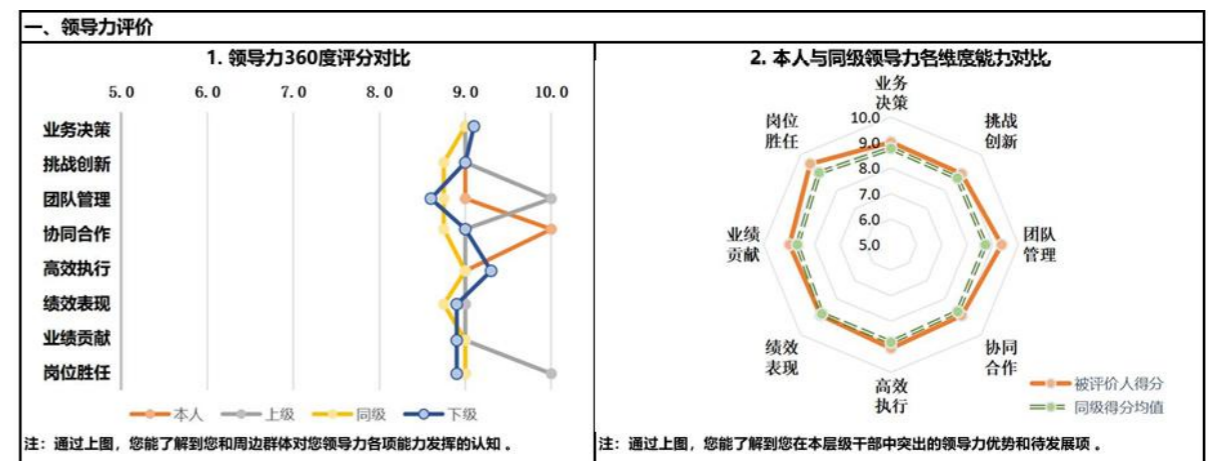 一、领导力评价
1. 领导力360度评分对比
5.0 6.0 7.0 8.0 9.0 10.0
业务决策
挑战创新
团队管理
协同合作
高效执行
绩效表现
业绩贡献
岗位胜任
本人 上级 同级 下级
注：通过上图，您能了解到您和周边群体对您领导力各项能力发挥的认知 。
2. 本人与同级领导力各维度能力对比
业务
决策
挑战
创新
团队
管理
协同
合作
高效
执行
绩效
表现
业绩
贡献
岗位
胜任
10.0
9.0
8.0
7.0
6.0
5.0
被评价人得分
同级得分均值
注：通过上图，您能了解到您在本层级干部中突出的领导力优势和待发展项 。